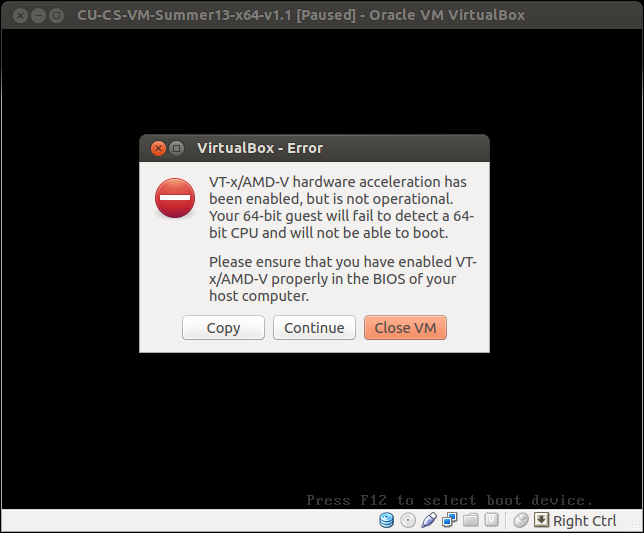 CU-CS-VM-Summer13-x64-v1.1 [Paused] - Oracle VM VirtualBox
VirtualBox - Error
VT-x/AMD-V hardware acceleration has
been enabled, but is not operational.
Your 64-bit guest will fail to detect a 64-
bit CPU and will not be able to boot.
Please ensure that you have enabled VT-
x/AMD-V properly in the BIOS of your
host computer.
Copy
Continue
Close VM
Press F12 to select boot device.
Right Ctrl